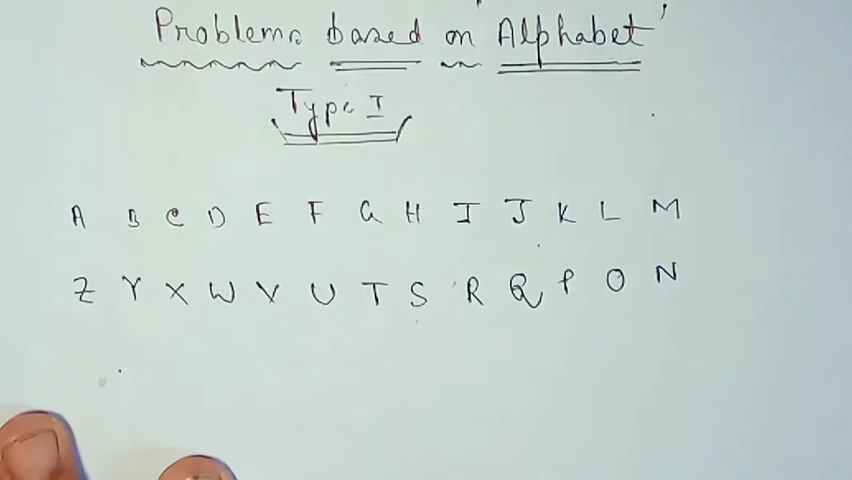 Problems based on 'Alphabet'
Type I
A B C D E F G H I J K L M
Z Y X W V U T S R Q P O N